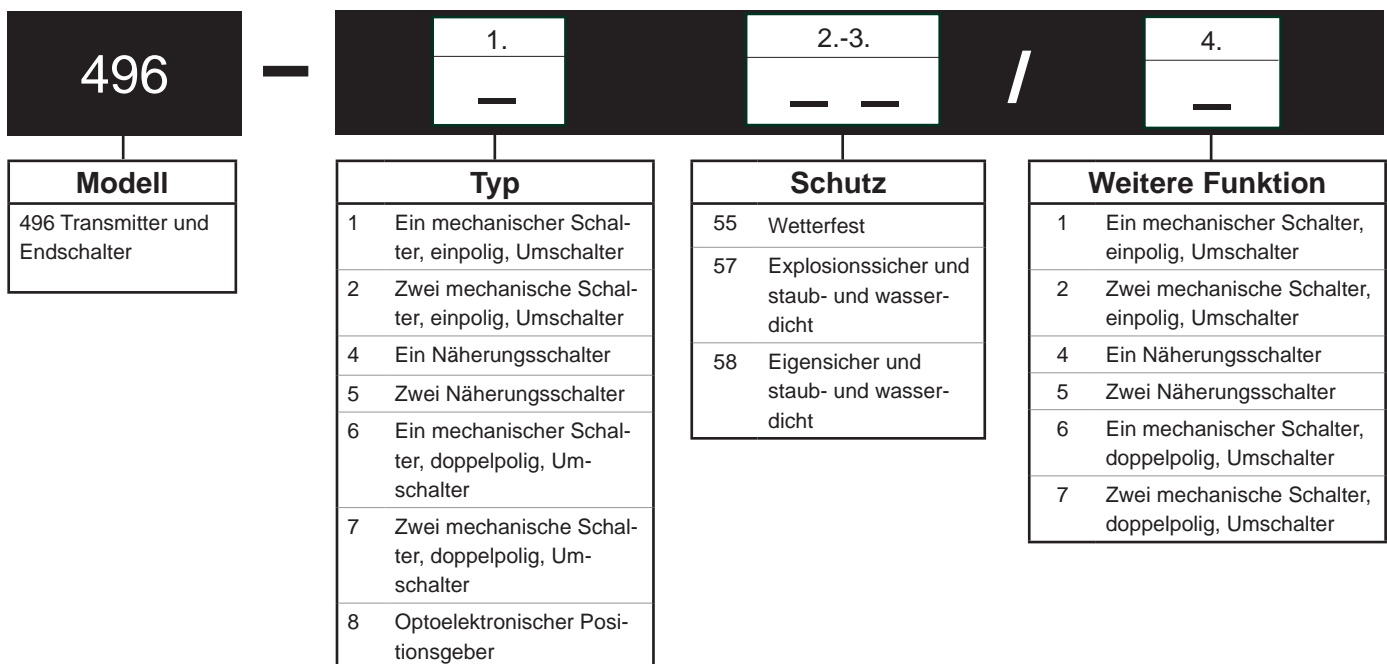 496
–
1.
_
2.-3.
_ _
/
4.
_
Modell
496 Transmitter und
Endschalter
Typ
1 Ein mechanischer Schal-
ter, einpolig, Umschalter
2 Zwei mechanische Schal-
ter, einpolig, Umschalter
4 Ein Näherungsschalter
5 Zwei Näherungsschalter
6 Ein mechanischer Schal-
ter, doppelpolig, Um-
schalter
7 Zwei mechanische Schal-
ter, doppelpolig, Um-
schalter
8 Optoelektronischer Posi-
tionsgeber
Schutz
55 Wetterfest
57 Explosionssicher und
staub- und wasser-
dicht
58 Eigensicher und
staub- und wasser-
dicht
Weitere Funktion
1 Ein mechanischer Schalter,
einpolig, Umschalter
2 Zwei mechanische Schalter,
einpolig, Umschalter
4 Ein Näherungsschalter
5 Zwei Näherungsschalter
6 Ein mechanischer Schalter,
doppelpolig, Umschalter
7 Zwei mechanische Schalter,
doppelpolig, Umschalter